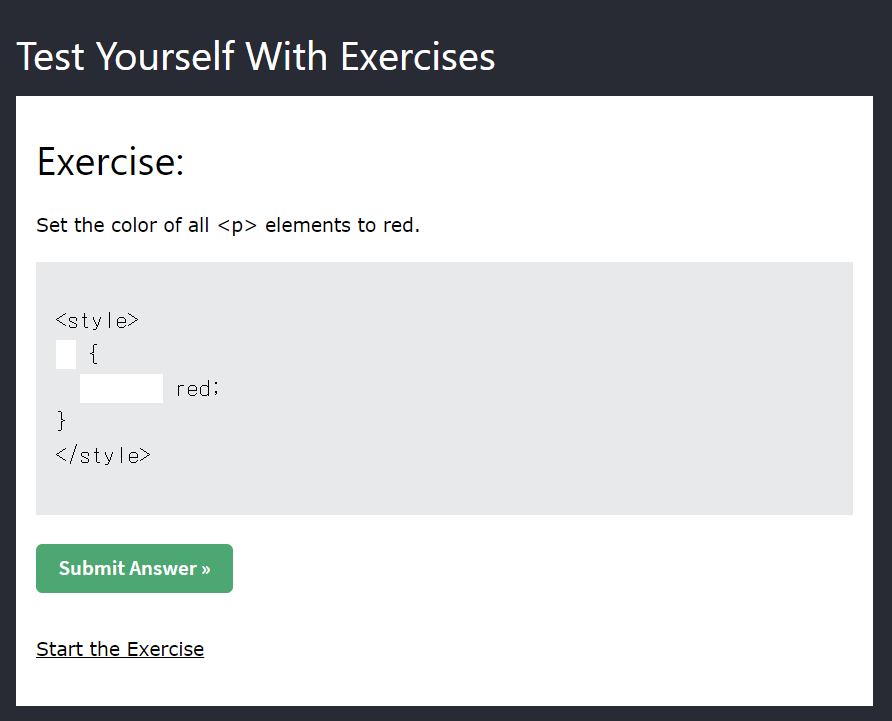 Test Yourself With Exercises
Exercise:
Set the color of all <p> elements to red.
<style>
{
red;
}
</style>
Submit Answer »
Start the Exercise